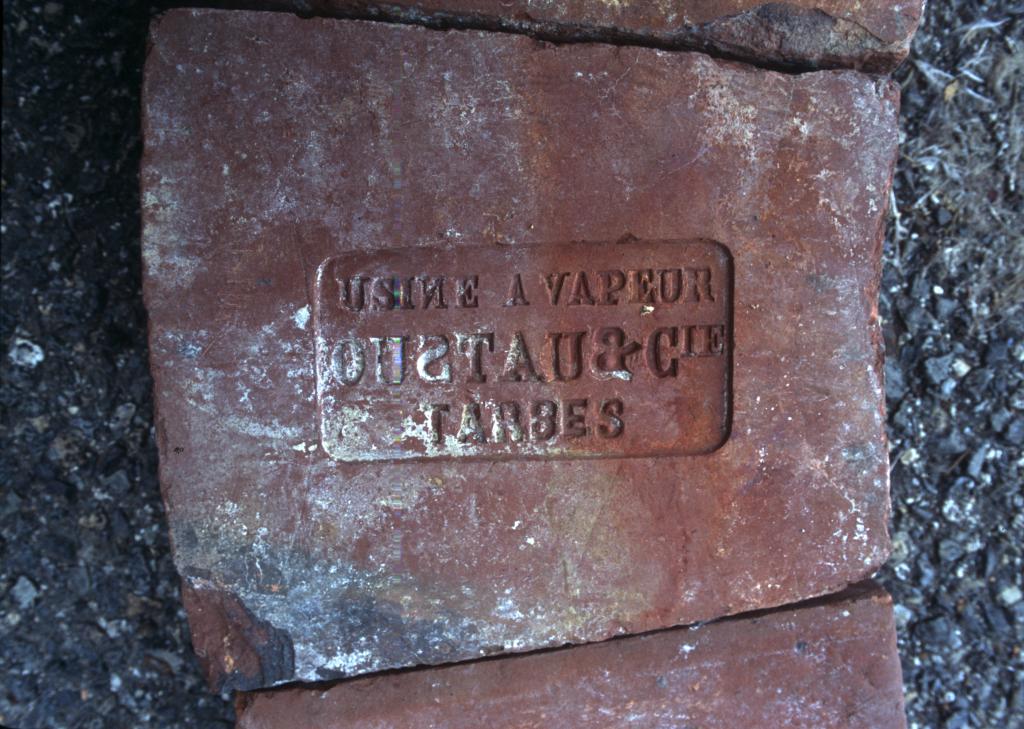 USINE A VAPEUR
OUSTAU & CIE
TARBES